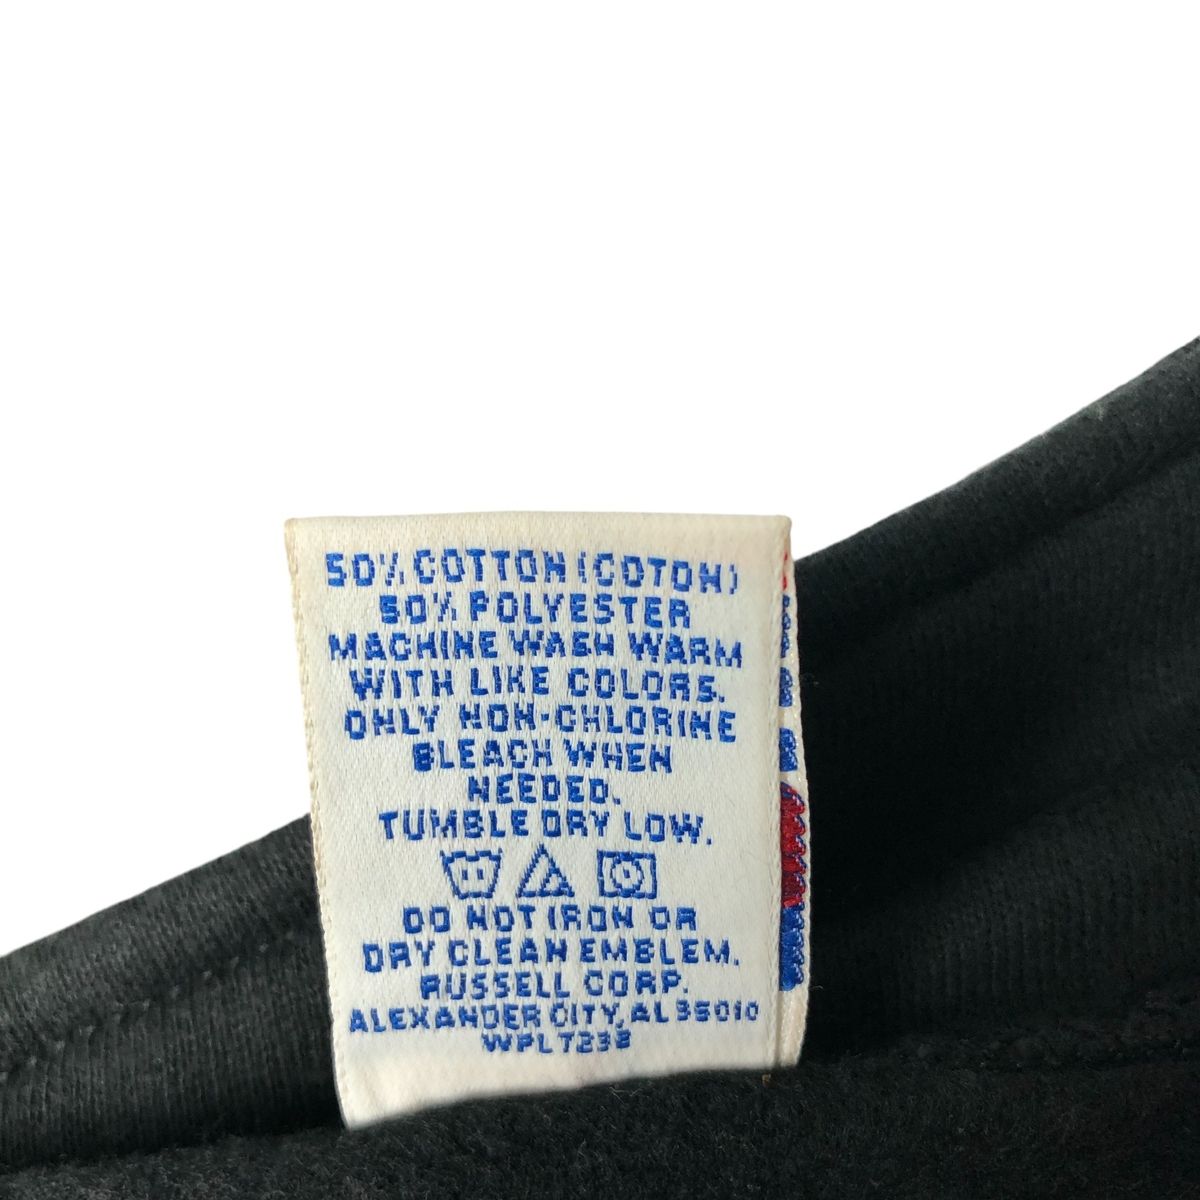 50% COTTON (COTON)
50% POLYESTER
MACHINE WASH WARM
WITH LIKE COLORS.
ONLY NON-CHLORINE
BLEACH WHEN
NEEDED.
TUMBLE DRY LOW.
DO NOT IRON OR
DRY CLEAN EMBLEM.
RUSSELL CORP.
ALEXANDER CITY, AL 35010
WPL 7238